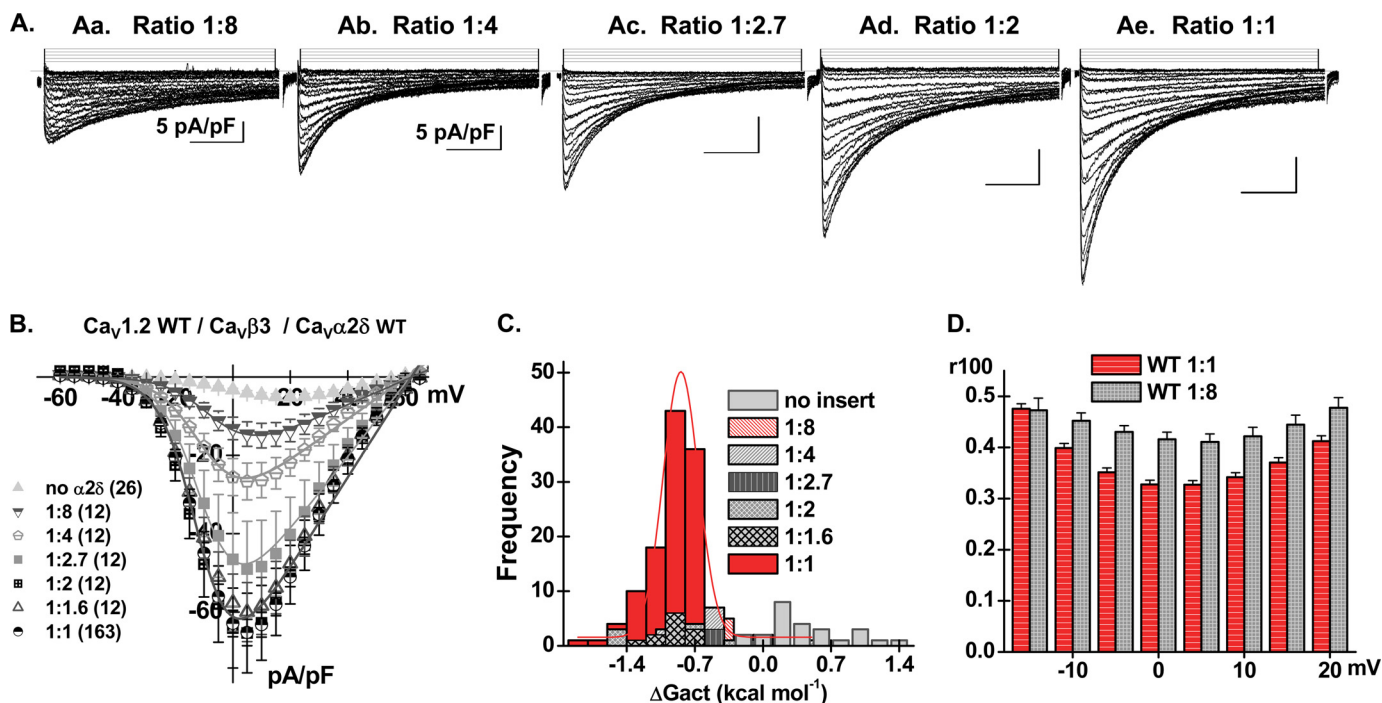 A.
Aa. Ratio 1:8
Ab. Ratio 1:4
Ac. Ratio 1:2.7
Ad. Ratio 1:2
Ae. Ratio 1:1
5 pA/pF
5 pA/pF
B.
CaV1.2 WT / CaVβ3 / CaVα2δ WT
-60 -40 -20 20 40 60 mV
-20
-40
-60
pA/pF
no α2δ (26)
1:8 (12)
1:4 (12)
1:2.7 (12)
1:2 (12)
1:1.6 (12)
1:1 (163)
C.
Frequency
50
40
30
20
10
0
no insert
1:8
1:4
1:2.7
1:2
1:1.6
1:1
-1.4 -0.7 0.0 0.7 1.4
ΔGact (kcal mol⁻¹)
D.
r100
WT 1:1
WT 1:8
0.5
0.4
0.3
0.2
0.1
0.00
-10 0 10 20 mV